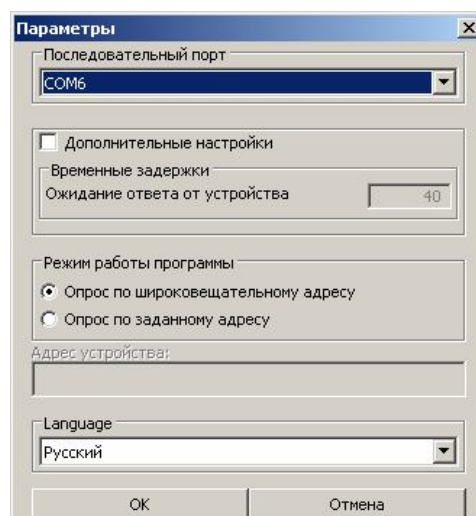 Параметры
Последовательный порт
COM6
Дополнительные настройки
Временные задержки
Ожидание ответа от устройства 40
Режим работы программы
Опрос по широковещательному адресу
Опрос по заданному адресу
Адрес устройства:
Language
Русский
OK Отмена